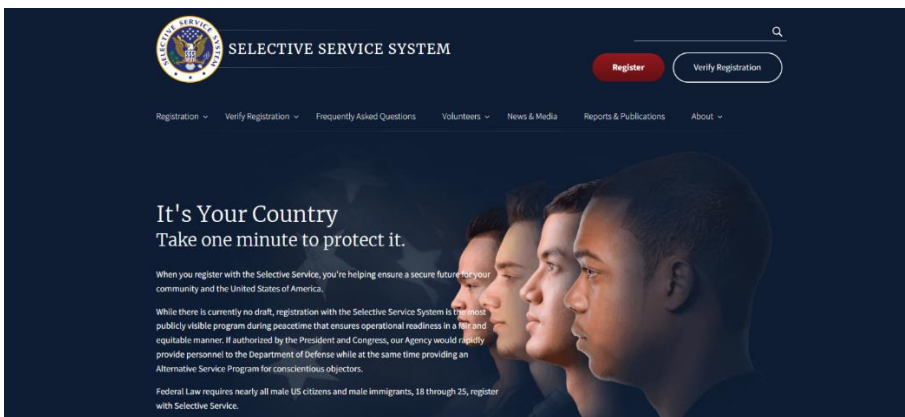 SELECTIVE SERVICE SYSTEM
SELECTIVE SERVICE SYSTEM
Register
Verify Registration
Registration
Verify Registration
Frequently Asked Questions
Volunteers
News & Media
Reports & Publications
About
It's Your Country
Take one minute to protect it.
When you register with the Selective Service, you're helping ensure a secure future for your
community and the United States of America.
While there is currently no draft, registration with the Selective Service System is the most
publicly visible program during peacetime that ensures operational readiness in a fair and
equitable manner. If authorized by the President and Congress, our Agency would rapidly
provide personnel to the Department of Defense while at the same time providing an
Alternative Service Program for conscientious objectors.
Federal Law requires nearly all male US citizens and male immigrants, 18 through 25, register
with Selective Service.